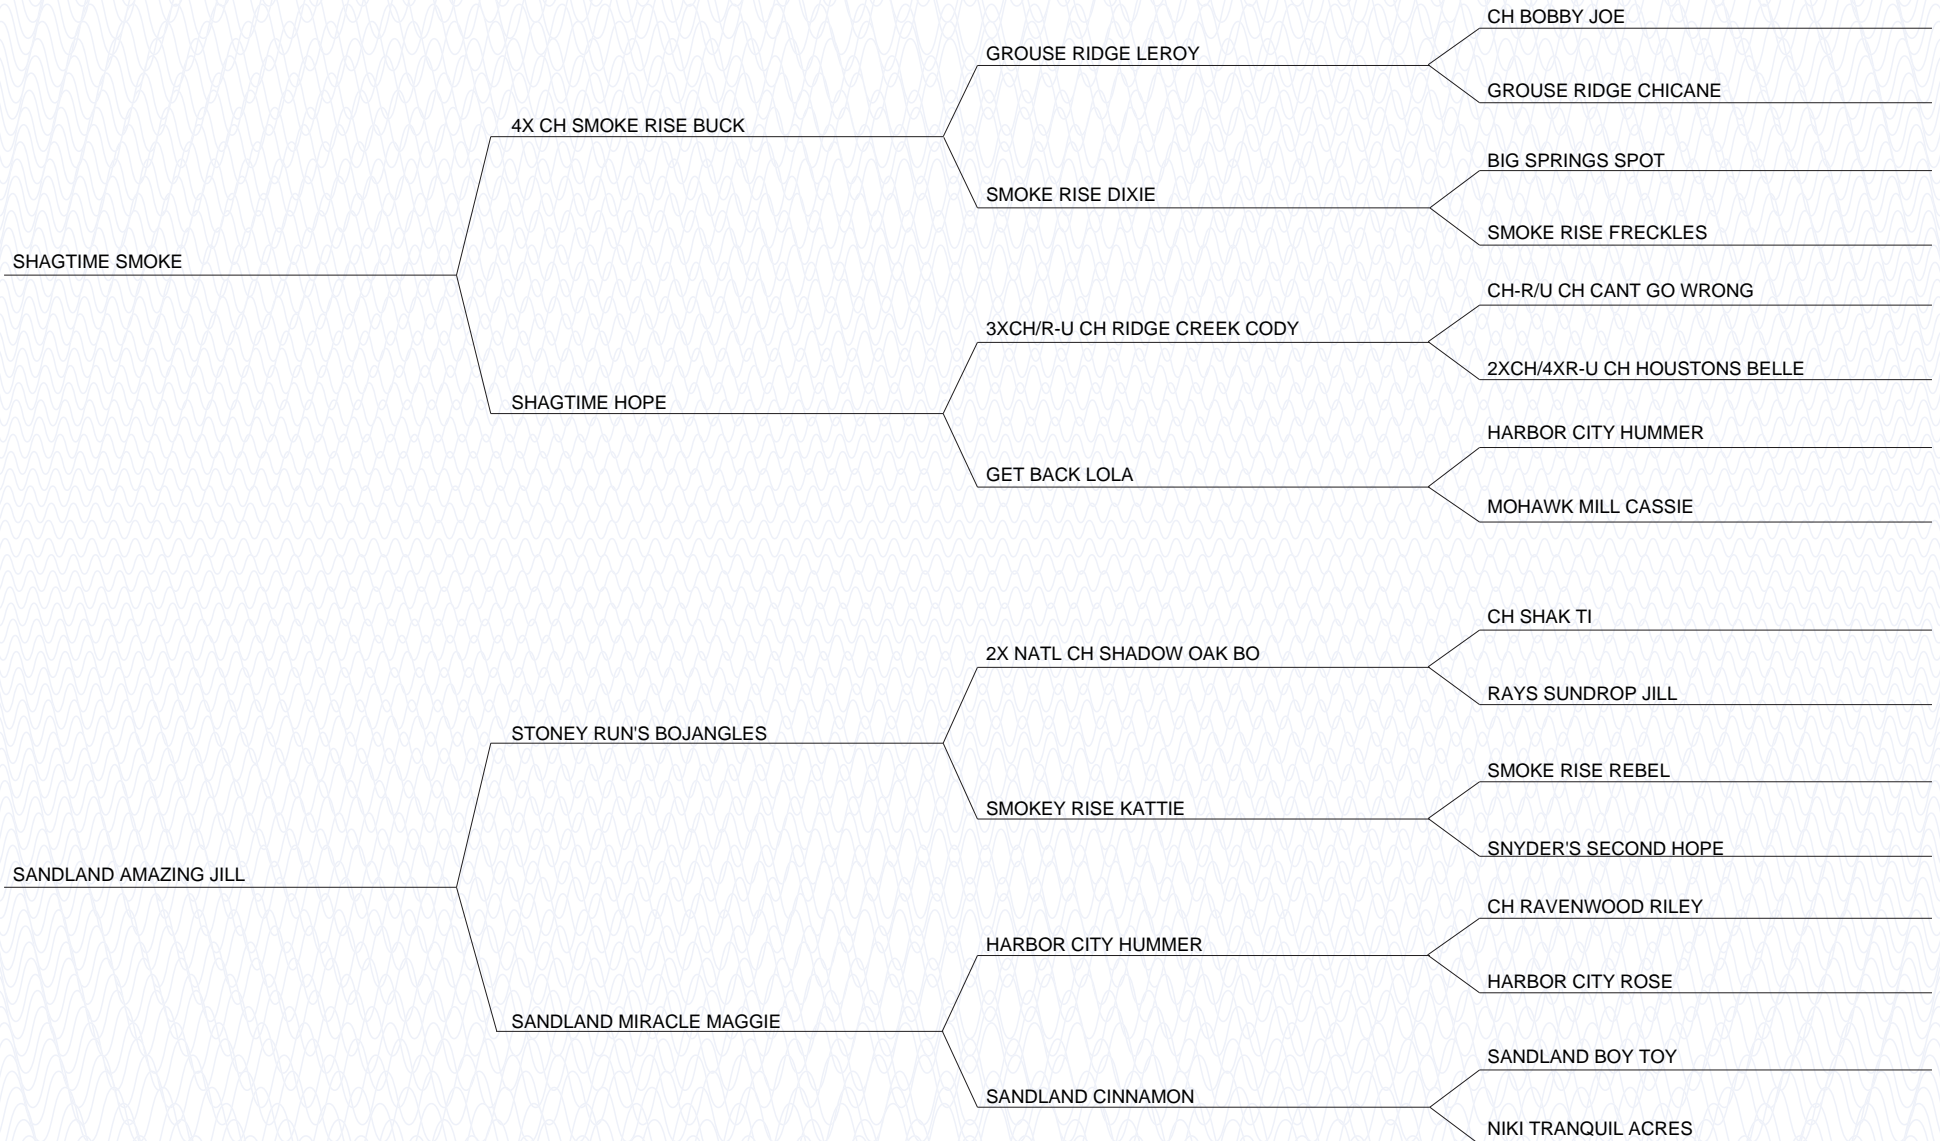 CH BOBBY JOE
GROUSE RIDGE LEROY
GROUSE RIDGE CHICANE
4X CH SMOKE RISE BUCK
BIG SPRINGS SPOT
SMOKE RISE DIXIE
SMOKE RISE FRECKLES
SHAGTIME SMOKE
CH-R/U CH CANT GO WRONG
3XCH/R-U CH RIDGE CREEK CODY
2XCH/4XR-U CH HOUSTONS BELLE
SHAGTIME HOPE
HARBOR CITY HUMMER
GET BACK LOLA
MOHAWK MILL CASSIE
CH SHAK TI
2X NATL CH SHADOW OAK BO
RAYS SUNDROP JILL
STONEY RUN'S BOJANGLES
SMOKE RISE REBEL
SMOKEY RISE KATTIE
SNYDER'S SECOND HOPE
SANDLAND AMAZING JILL
CH RAVENWOOD RILEY
HARBOR CITY HUMMER
HARBOR CITY ROSE
SANDLAND MIRACLE MAGGIE
SANDLAND BOY TOY
SANDLAND CINNAMON
NIKI TRANQUIL ACRES